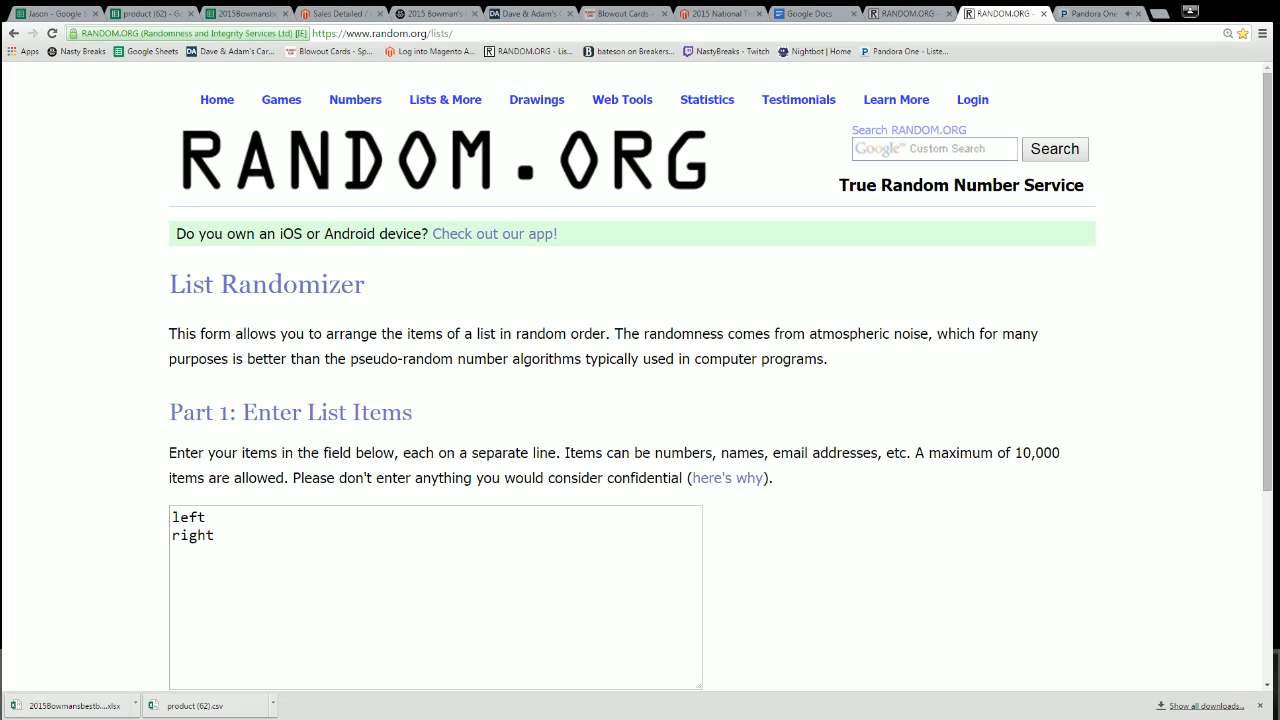 Jason - Google S
product (62) - G
2015Bowmansb
Sales Detailed /
2015 Bowman's
Dave & Adam's C
Blowout Cards -
2015 National T
Google Docs
RANDOM.ORG -
RANDOM.ORG -
Pandora One
RANDOM.ORG (Randomness and Integrity Services Ltd) [IE] https://www.random.org/lists/
Apps Nasty Breaks Google Sheets Dave & Adam's Car... Blowout Cards - Sp... Log into Magento A... RANDOM.ORG - Li... bateson on Breakers... NastyBreaks - Twitch Nightbot | Home Pandora One - Liste...
Home Games Numbers Lists & More Drawings Web Tools Statistics Testimonials Learn More Login
RANDOM.ORG
Search RANDOM.ORG
Google™ Custom Search Search
True Random Number Service
Do you own an iOS or Android device? Check out our app!
List Randomizer
This form allows you to arrange the items of a list in random order. The randomness comes from atmospheric noise, which for many
purposes is better than the pseudo-random number algorithms typically used in computer programs.
Part 1: Enter List Items
Enter your items in the field below, each on a separate line. Items can be numbers, names, email addresses, etc. A maximum of 10,000
items are allowed. Please don't enter anything you would consider confidential (here's why).
left
right
2015Bowmansbestb....xlsx product (62).csv Show all downloads...